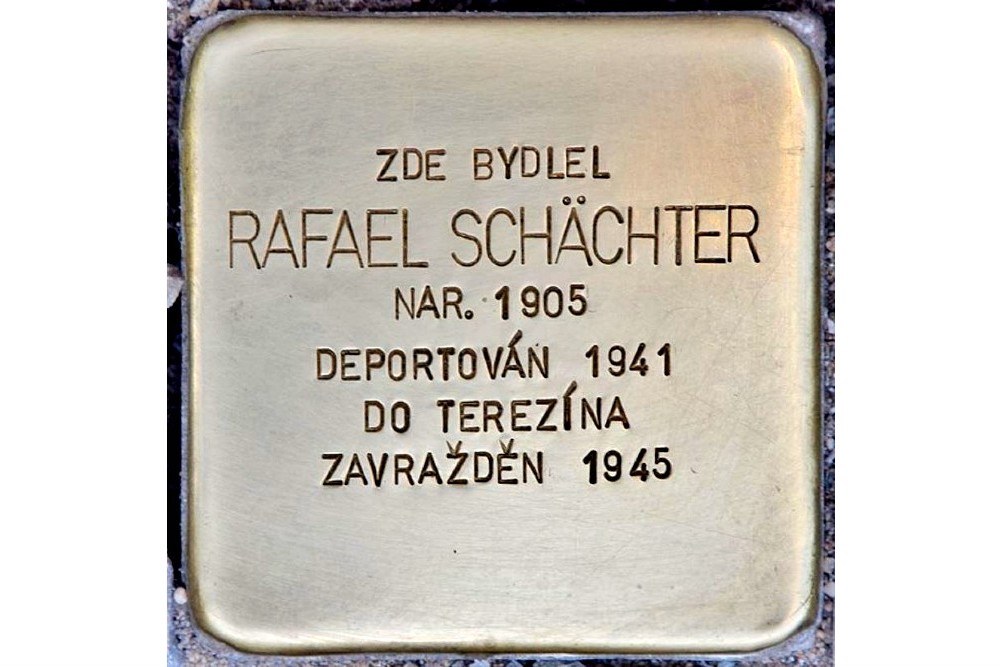 ZDE BYDLEL
RAFAEL SCHÄCHTER
NAR. 1905
DEPORTOVÁN 1941
DO TEREZÍNA
ZAVRAŽDĚN 1945